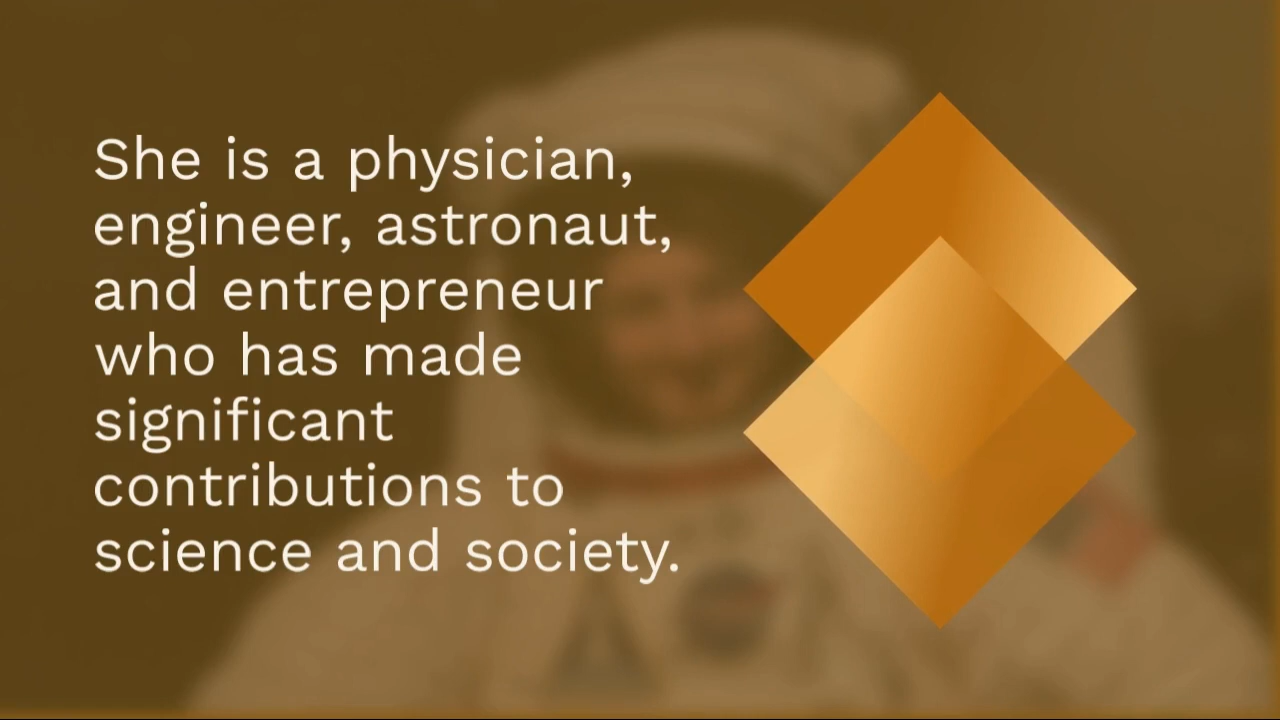 She is a physician,
engineer, astronaut,
and entrepreneur
who has made
significant
contributions to
science and society.